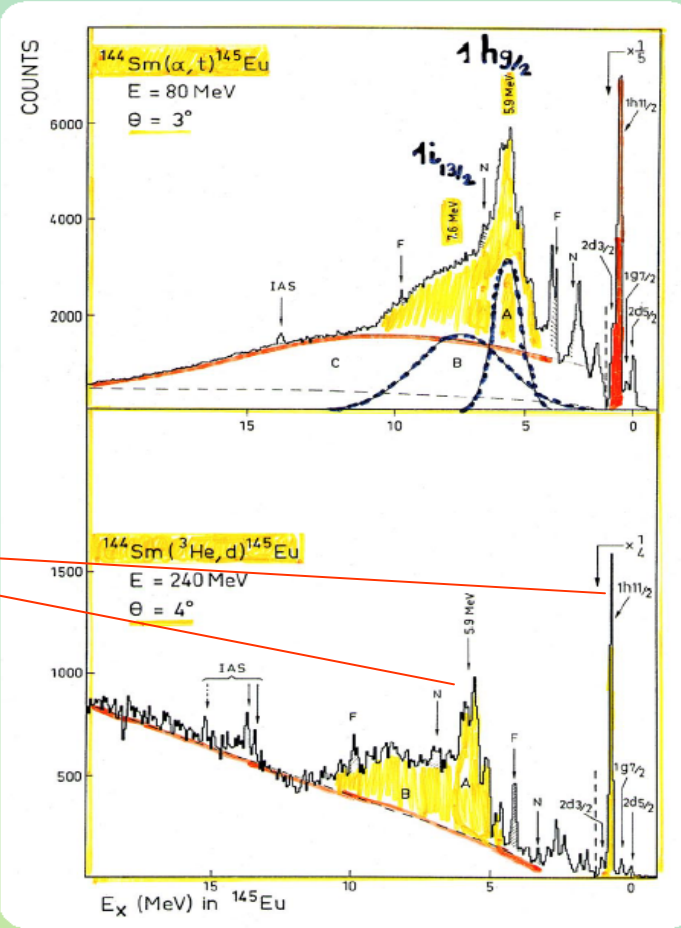 COUNTS
¹⁴⁴Sm(α,t)¹⁴⁵Eu
E = 80 MeV
Θ = 3°
1 h9/2
5.9 MeV
1i13/2
7.6 MeV
N
F
IAS
A
B
C
F
N
×1/5
1h11/2
2d3/2
1g7/2
2d5/2
6000
4000
2000
15
10
5
0
¹⁴⁴Sm(³He,d)¹⁴⁵Eu
E = 240 MeV
Θ = 4°
×1/4
1h11/2
5.9 MeV
IAS
F
N
F
N
A
B
2d3/2
1g7/2
2d5/2
1500
1000
500
15
10
5
0
Eₓ (MeV) in ¹⁴⁵Eu